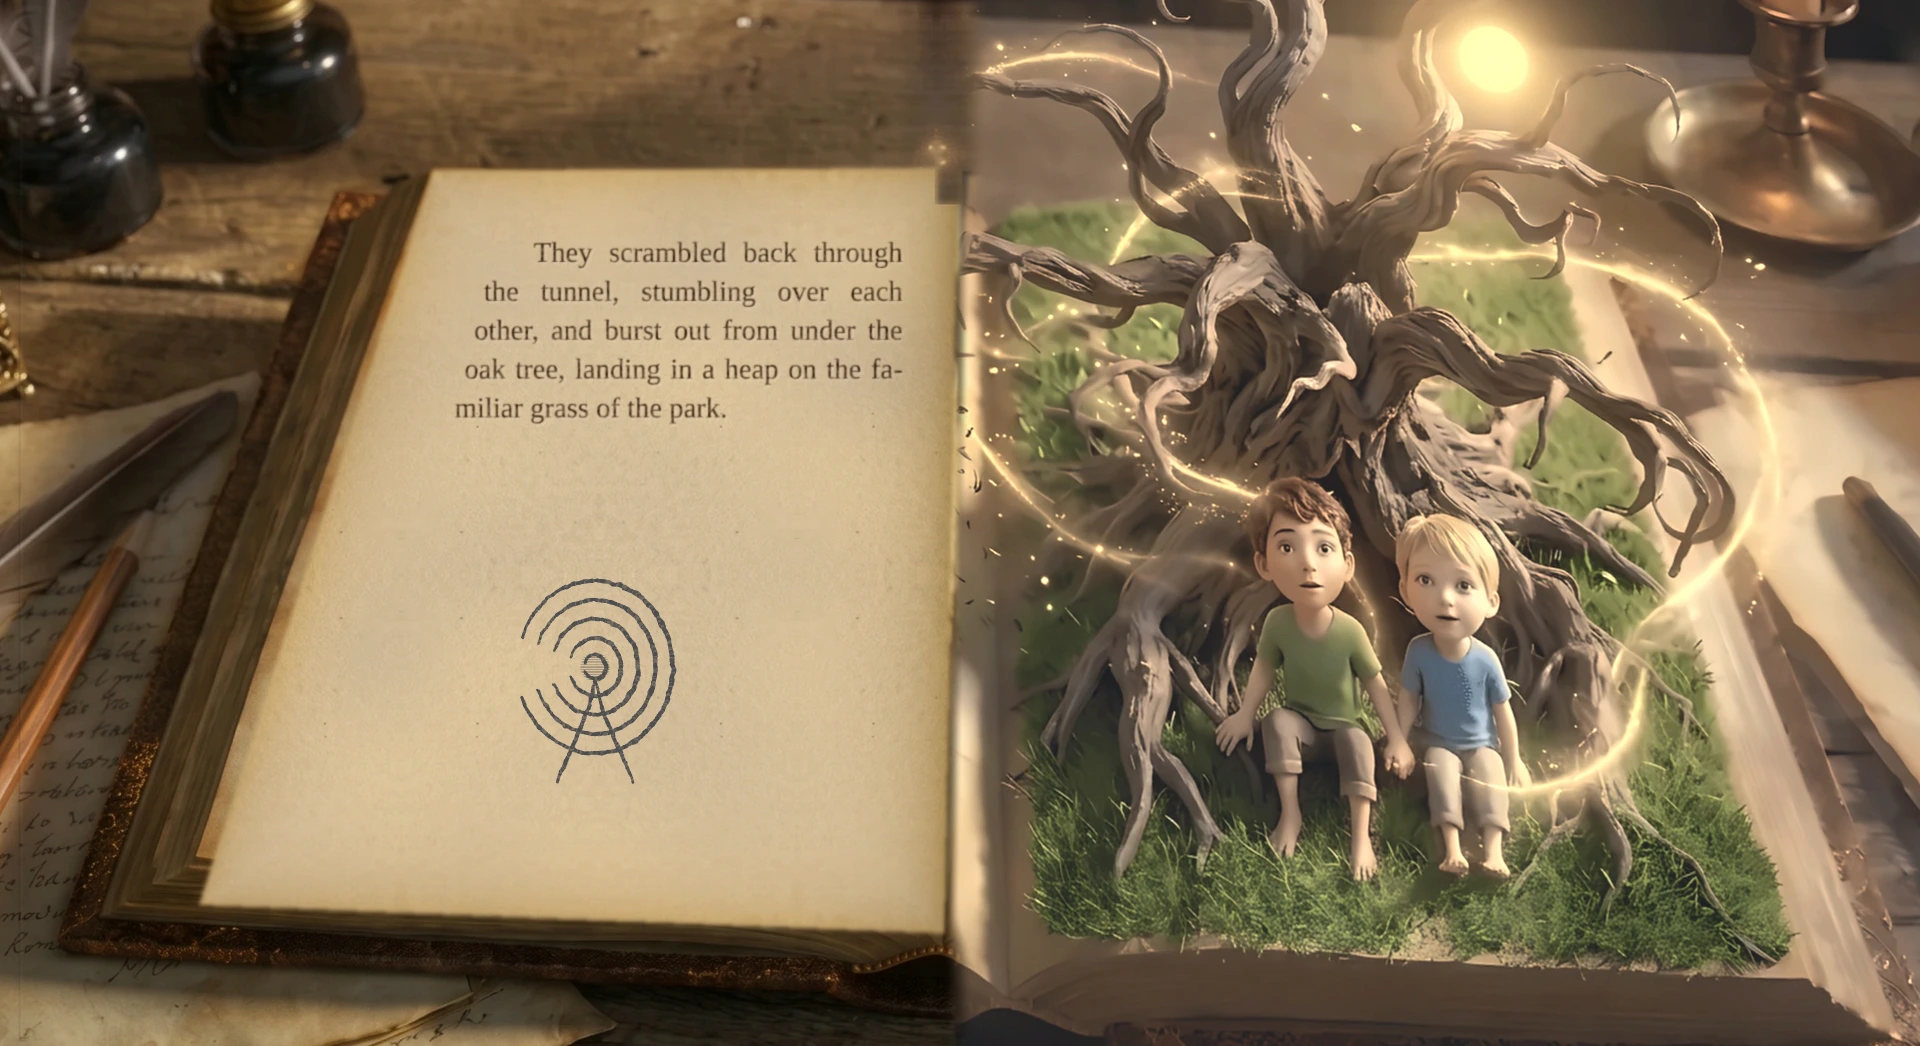 They scrambled back through
the tunnel, stumbling over each
other, and burst out from under the
oak tree, landing in a heap on the fa-
miliar grass of the park.